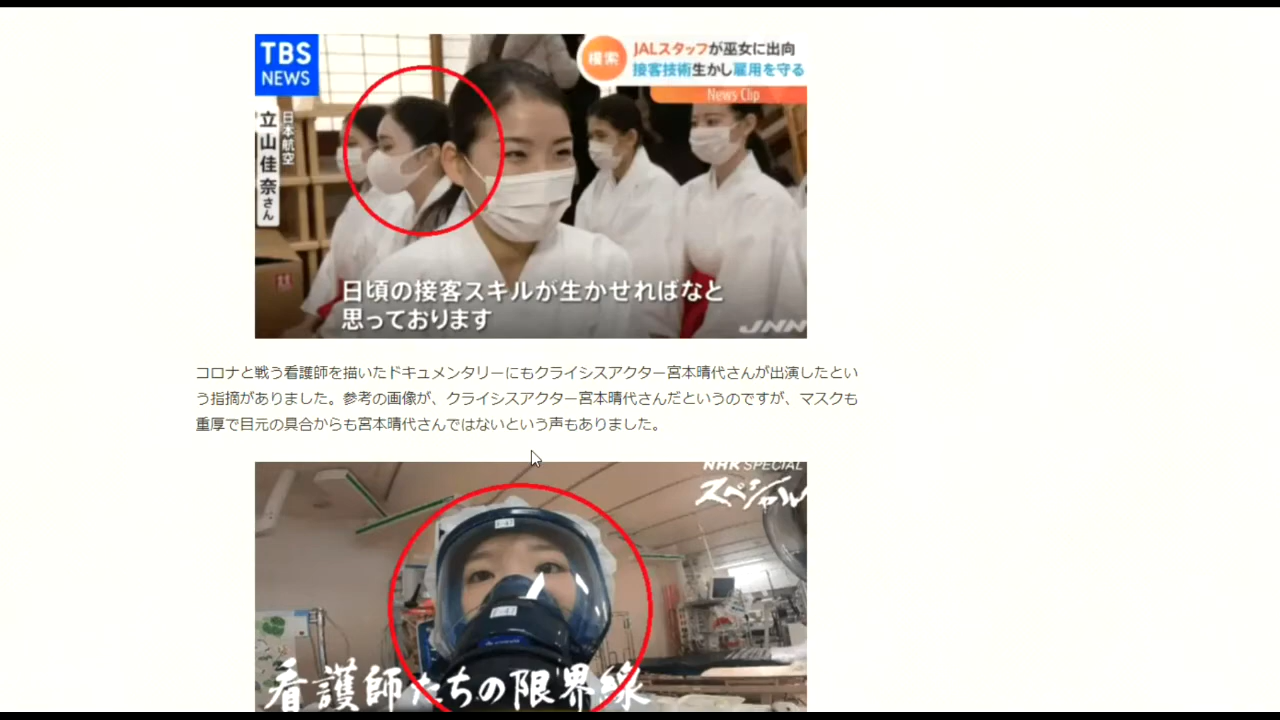 TBS
NEWS
模索
JALスタッフが巫女に出向
接客技術生かし雇用を守る
News Clip
日本航空
立山佳奈さん
日頃の接客スキルが生かせればなと
思っております
JNN
コロナと戦う看護師を描いたドキュメンタリーにもクライシスアクター宮本晴代さんが出演したとい
う指摘がありました。参考の画像が、クライシスアクター宮本晴代さんだというのですが、マスクも
重厚で目元の具合からも宮本晴代さんではないという声もありました。
NHK SPECIAL
スペシャル
看護師たちの限界線